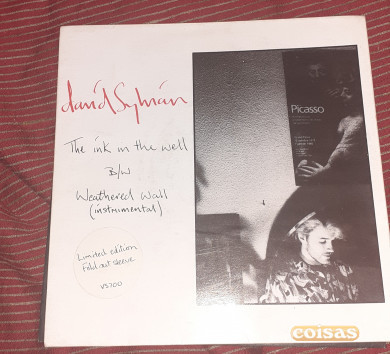 david Sylvian
The ink in the well
B/W
Weathered Wall
(instrumental)
Limited edition
Fold out sleeve
VS700
Picasso
coisas